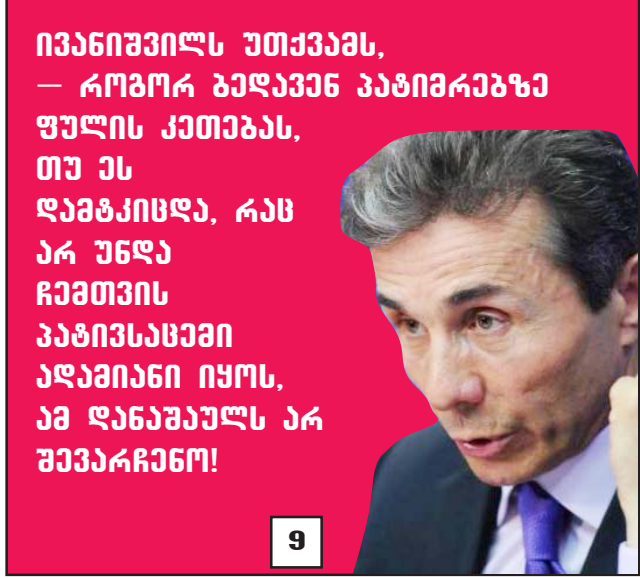 ივანიშვილს უთქვამს,
— როგორ ბედავენ პატიმრებზე
ფულის კეთებას,
თუ ეს
დამტკიცდა, რაც
არ უნდა
ჩემთვის
პატივსაცემი
ადამიანი იყოს,
ამ დანაშაულს არ
შევარჩენო!
9